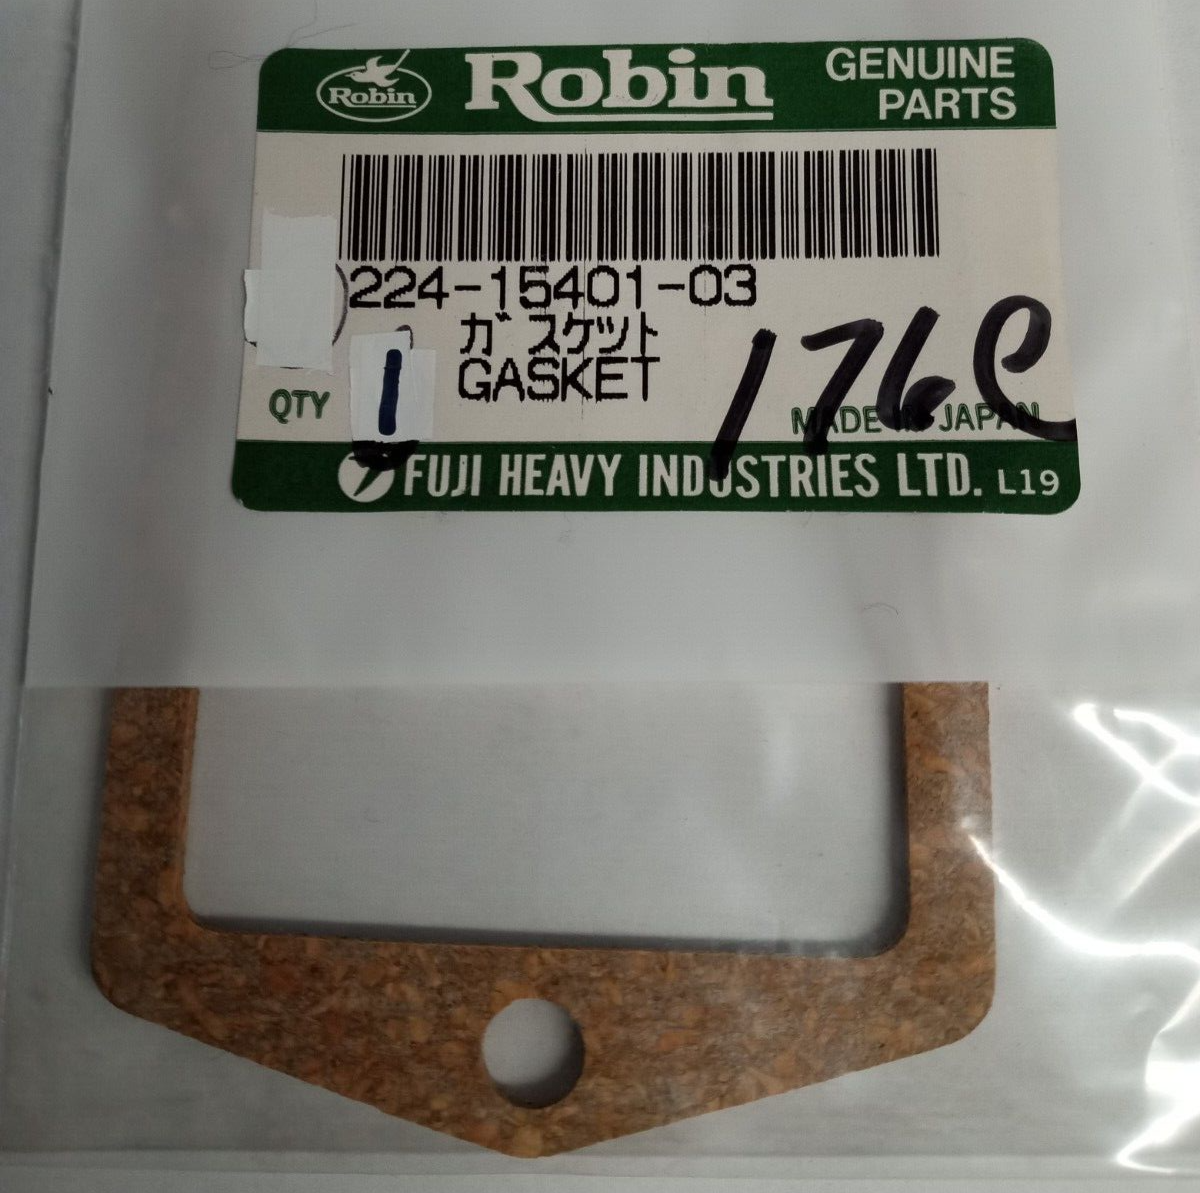 Robin
Robin
GENUINE
PARTS
224-15401-03
ガスケット
GASKET
176C
QTY 1
MADE IN JAPAN
FUJI HEAVY INDUSTRIES LTD. L19